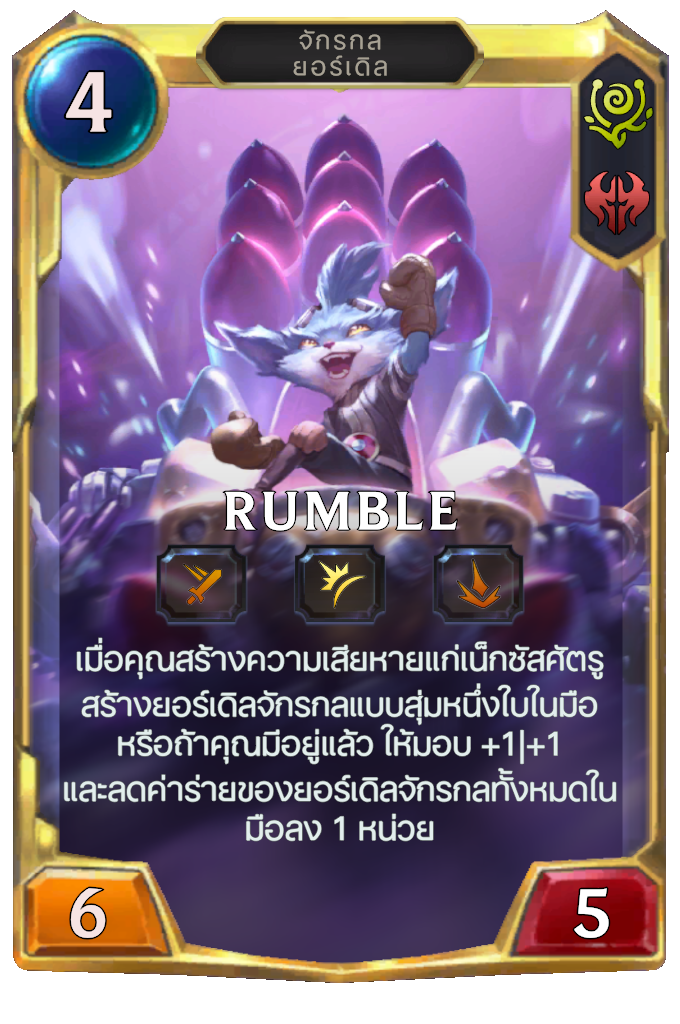 จักรกล
ยอร์เดิล
4
RUMBLE
เมื่อคุณสร้างความเสียหายแก่เน็กซัสศัตรู
สร้างยอร์เดิลจักรกลแบบสุ่มหนึ่งใบในมือ
หรือถ้าคุณมีอยู่แล้ว ให้มอบ +1|+1
และลดค่าร่ายของยอร์เดิลจักรกลทั้งหมดใน
มือลง 1 หน่วย
6
5